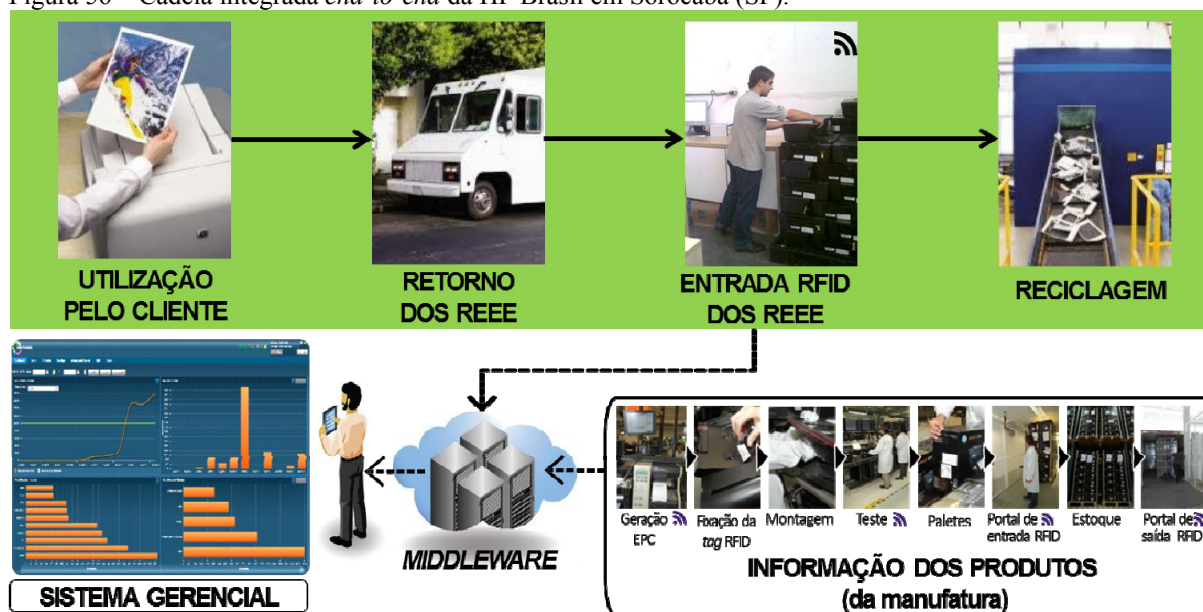 Figura 50 – Cadeia integrada end-to-end da HP Brasil em Sorocaba (SP).
UTILIZAÇÃO
PELO CLIENTE
RETORNO
DOS REEE
ENTRADA RFID
DOS REEE
RECICLAGEM
SISTEMA GERENCIAL
MIDDLEWARE
Geração
EPC
Fixação da
tag RFID
Montagem
Teste
Paletes
Portal de
entrada RFID
Estoque
Portal de
saída RFID
INFORMAÇÃO DOS PRODUTOS
(da manufatura)